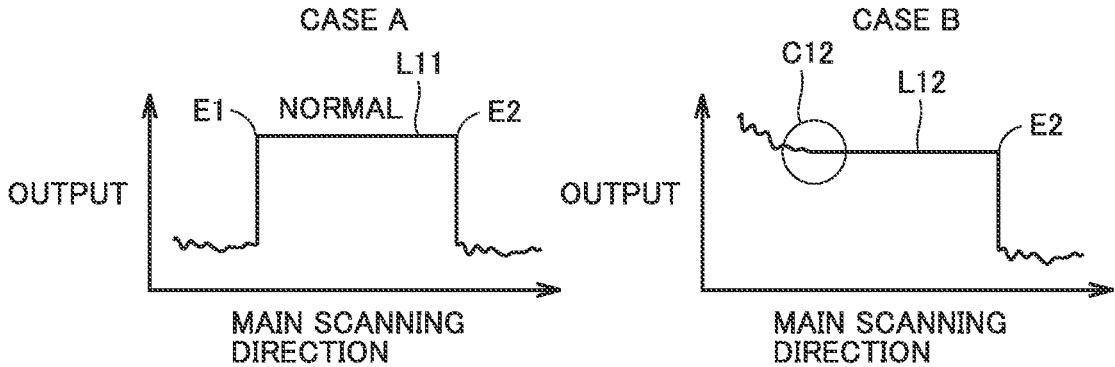 CASE A
L11
E1
NORMAL
E2
OUTPUT
MAIN SCANNING
DIRECTION
CASE B
C12
L12
E2
OUTPUT
MAIN SCANNING
DIRECTION